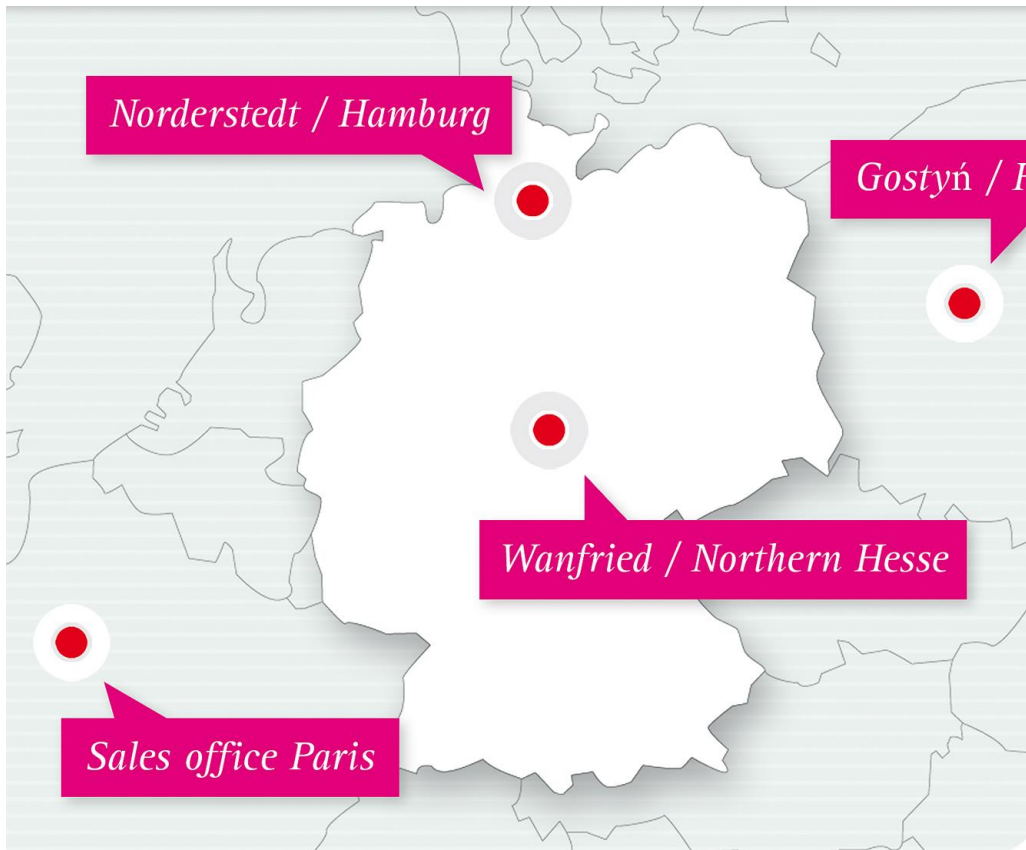 Norderstedt / Hamburg
Gostyń /
Wanfried / Northern Hesse
Sales office Paris